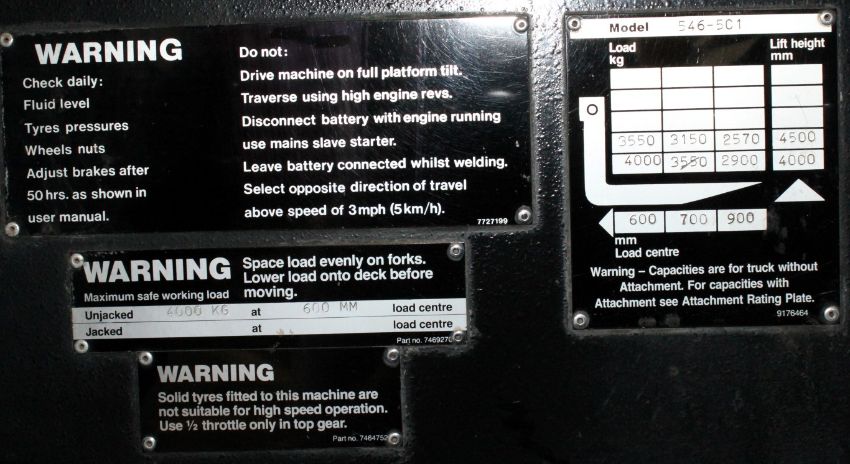 WARNING
Check daily:
Fluid level
Tyres pressures
Wheels nuts
Adjust brakes after
50 hrs. as shown in
user manual.
Do not:
Drive machine on full platform tilt.
Traverse using high engine revs.
Disconnect battery with engine running
use mains slave starter.
Leave battery connected whilst welding.
Select opposite direction of travel
above speed of 3mph (5km/h).
7727199
WARNING
Space load evenly on forks.
Lower load onto deck before
moving.
Maximum safe working load
Unjacked 4000 KG at 600 MM load centre
Jacked at load centre
Part no. 7469270
WARNING
Solid tyres fitted to this machine are
not suitable for high speed operation.
Use ½ throttle only in top gear.
Part no. 7464752
Model 546-5C1
Load
kg
Lift height
mm
3550 3150 2570 4500
4000 3550 2900 4000
600 700 900
mm
Load centre
Warning – Capacities are for truck without
Attachment. For capacities with
Attachment see Attachment Rating Plate.
9176464